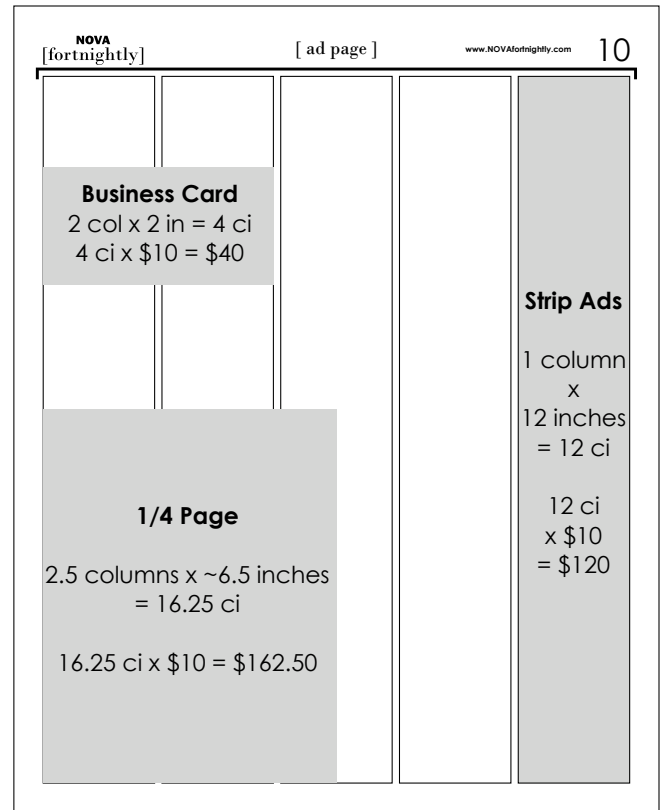 NOVA
[fortnightly]
[ ad page ]
www.NOVAfortnightly.com
10
Business Card
2 col x 2 in = 4 ci
4 ci x $10 = $40
Strip Ads
1 column
x
12 inches
= 12 ci
12 ci
x $10
= $120
1/4 Page
2.5 columns x ~6.5 inches
= 16.25 ci
16.25 ci x $10 = $162.50